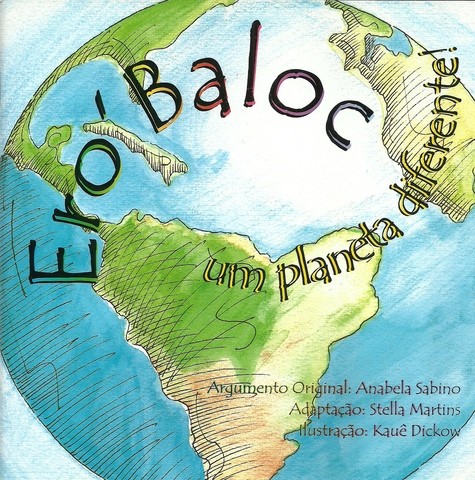 Eró Baloc
um planeta diferente!
Argumento Original: Anabela Sabino
Adaptação: Stella Martins
Ilustração: Kauê Dickow